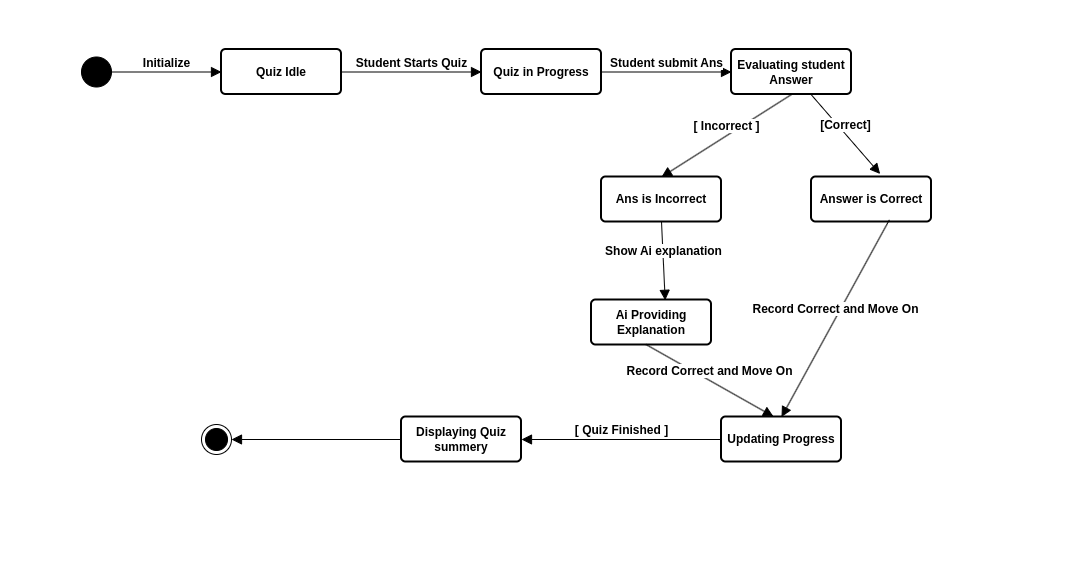 Initialize
Quiz Idle
Student Starts Quiz
Quiz in Progress
Student submit Ans
Evaluating student
Answer
[ Incorrect ]
[Correct]
Ans is Incorrect
Answer is Correct
Show Ai explanation
Ai Providing
Explanation
Record Correct and Move On
Record Correct and Move On
Updating Progress
[ Quiz Finished ]
Displaying Quiz
summery